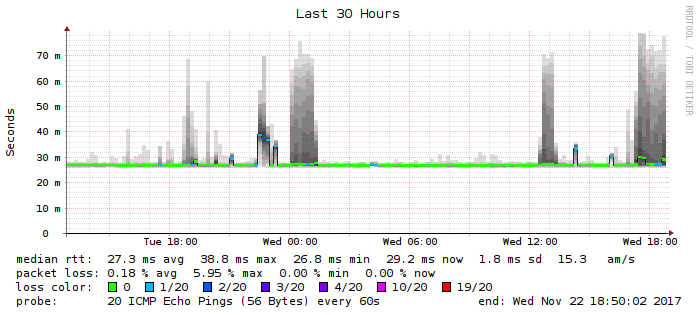 Last 30 Hours
RRDTOOL / TOBI OETIKER
Seconds
70 m
60 m
50 m
40 m
30 m
20 m
10 m
0
Tue 18:00 Wed 00:00 Wed 06:00 Wed 12:00 Wed 18:00
median rtt: 27.3 ms avg 38.8 ms max 26.8 ms min 29.2 ms now 1.8 ms sd 15.3 am/s
packet loss: 0.18 % avg 5.95 % max 0.00 % min 0.00 % now
loss color: 0 1/20 2/20 3/20 4/20 10/20 19/20
probe: 20 ICMP Echo Pings (56 Bytes) every 60s end: Wed Nov 22 18:50:02 2017